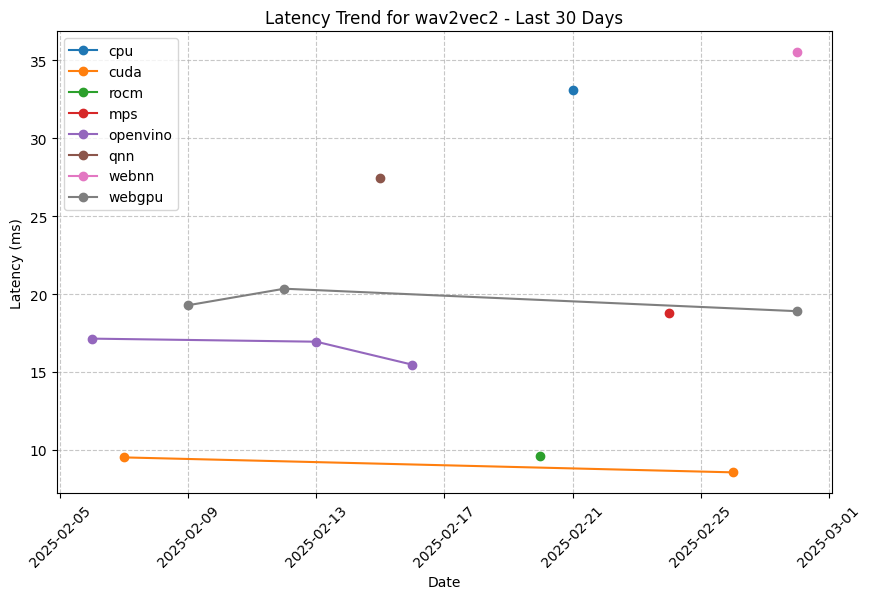 Latency Trend for wav2vec2 - Last 30 Days
cpu
cuda
rocm
mps
openvino
qnn
webnn
webgpu
Latency (ms)
35
30
25
20
15
10
2025-02-05
2025-02-09
2025-02-13
2025-02-17
2025-02-21
2025-02-25
2025-03-01
Date